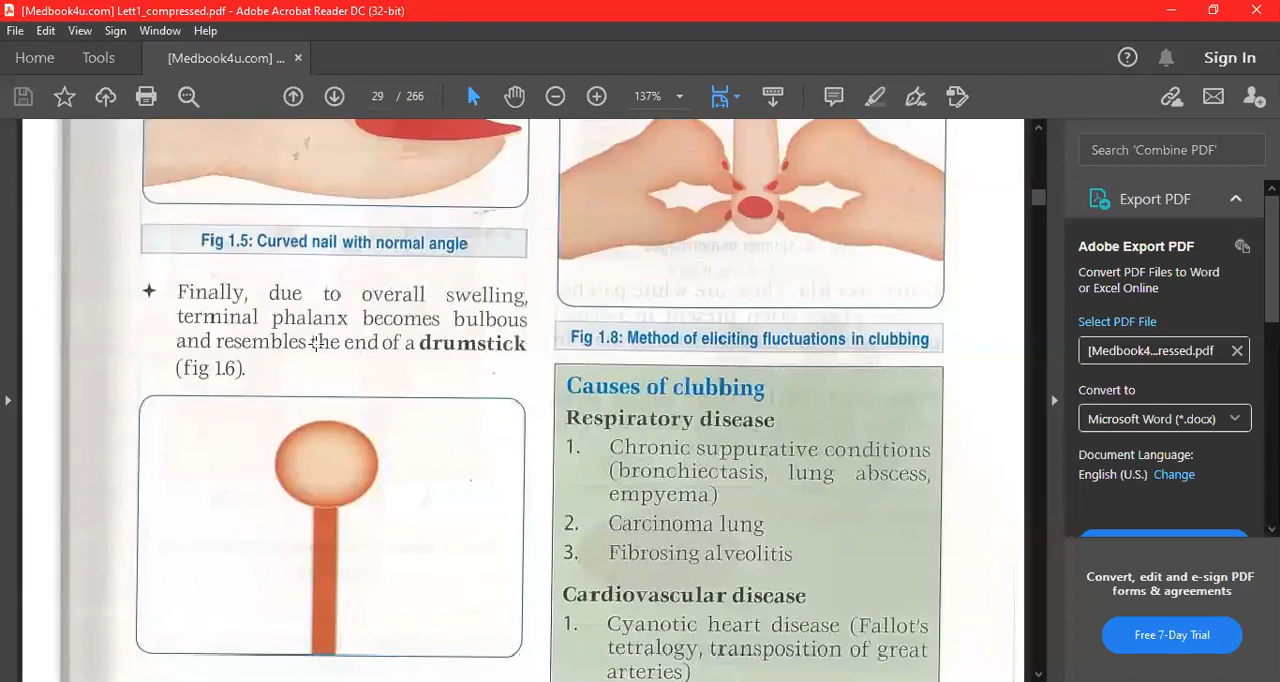 [Medbook4u.com] Lett1_compressed.pdf - Adobe Acrobat Reader DC (32-bit)
File Edit View Sign Window Help
Home Tools [Medbook4u.com] ... × Sign In
29 / 266 137%
Fig 1.5: Curved nail with normal angle
Finally, due to overall swelling,
terminal phalanx becomes bulbous
and resembles the end of a drumstick
(fig 1.6).
Fig 1.8: Method of eliciting fluctuations in clubbing
Causes of clubbing
Respiratory disease
1. Chronic suppurative conditions
(bronchiectasis, lung abscess,
empyema)
2. Carcinoma lung
3. Fibrosing alveolitis
Cardiovascular disease
1. Cyanotic heart disease (Fallot's
tetralogy, transposition of great
arteries)
Search 'Combine PDF'
Export PDF
Adobe Export PDF
Convert PDF Files to Word
or Excel Online
Select PDF File
[Medbook4...ressed.pdf
Convert to
Microsoft Word (*.docx)
Document Language:
English (U.S.) Change
Convert, edit and e-sign PDF
forms & agreements
Free 7-Day Trial